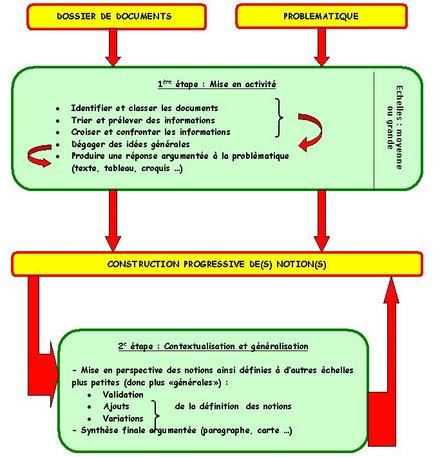 DOSSIER DE DOCUMENTS
PROBLEMATIQUE
1ère étape : Mise en activité
• Identifier et classer les documents
• Trier et prélever des informations
• Croiser et confronter les informations
• Dégager des idées générales
• Produire une réponse argumentée à la problèmatique
(texte, tableau, croquis …)
Echelles : moyenne
ou grande
CONSTRUCTION PROGRESSIVE DE(S) NOTION(S)
2e étape : Contextualisation et généralisation
- Mise en perspective des notions ainsi définies à d'autres échelles
plus petites (donc plus «générales») :
• Validation
• Ajouts de la définition des notions
• Variations
- Synthèse finale argumentée (paragraphe, carte …)